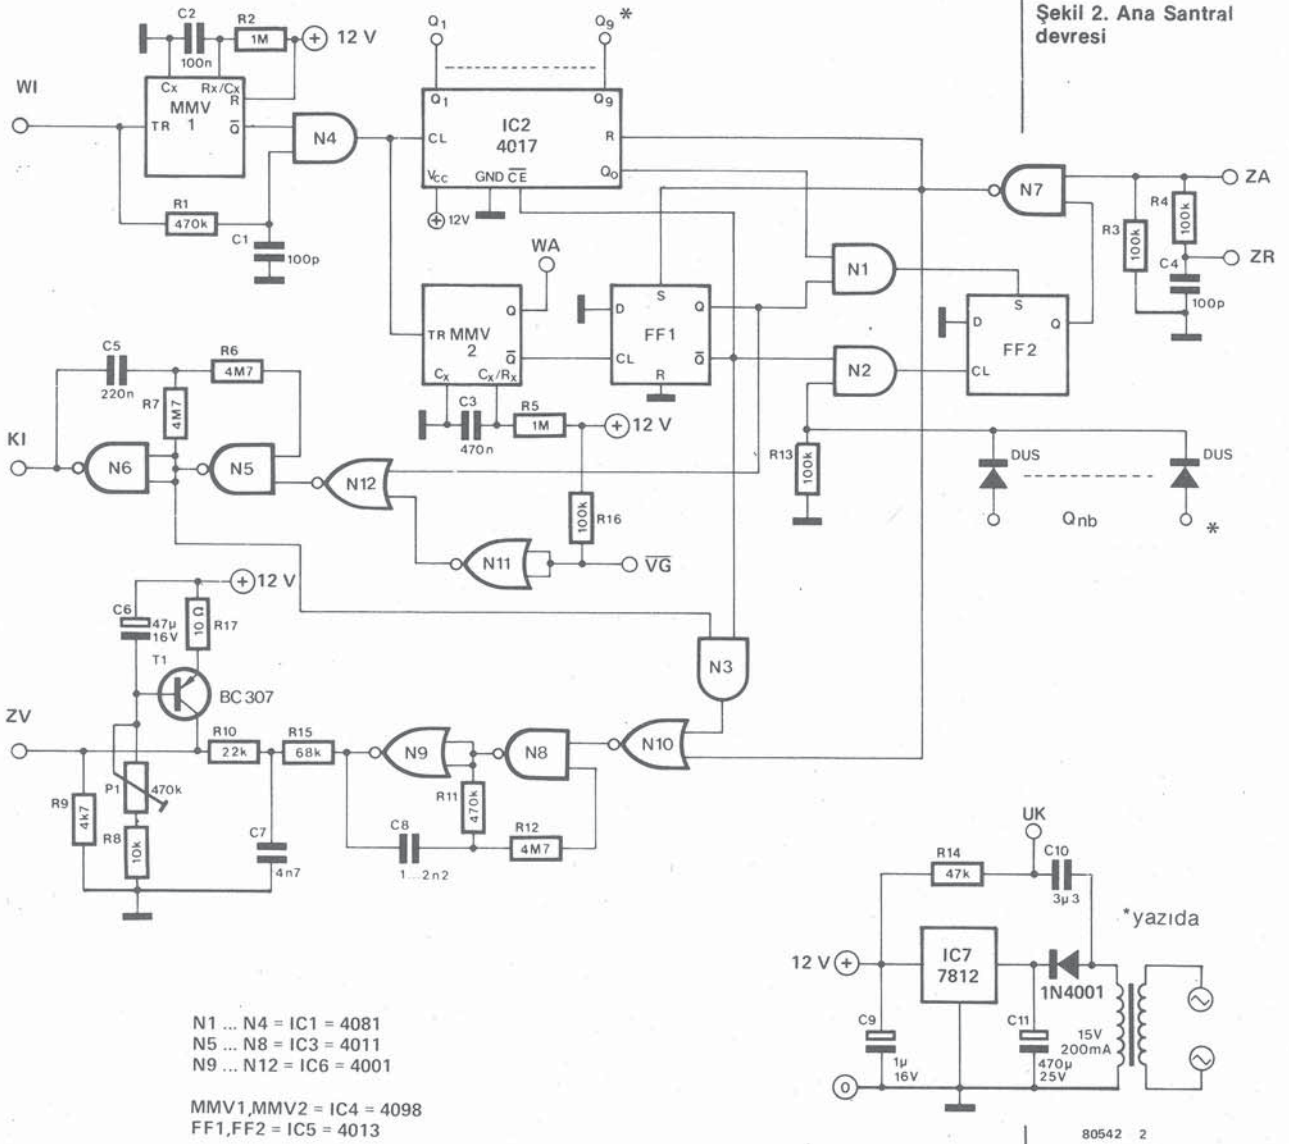 Şekil 2. Ana Santral
devresi
C2
100n
R2
1M
12 V
WI
Cx
Rx/Cx
R
MMV
1
TR
Q̅
N4
R1
470k
C1
100p
Q1
Q9 *
Q1
Q9
IC2
4017
CL
R
VCC
GND
C̅E̅
Q0
12V
WA
TR
MMV
2
Q
Q̅
Cx
Cx/Rx
C3
470n
R5
1M
12 V
S
D
Q
FF1
CL
Q̅
R
N1
N2
N7
ZA
R3
100k
R4
100k
ZR
C4
100p
S
D
Q
FF2
CL
R13
100k
DUS
DUS
Qnb
*
C5
220n
R6
4M7
R7
4M7
KI
N6
N5
N12
N11
R16
100k
V̅G̅
12 V
C6
47µ
16V
10 Ω
R17
T1
BC307
N3
ZV
R10
22k
R15
68k
N9
N8
N10
P1
470k
R9
4k7
R8
10k
C7
4n7
R11
470k
C8
1...2n2
R12
4M7
UK
R14
47k
C10
3µ3
*yazıda
12 V
IC7
7812
1N4001
C9
1µ
16V
C11
470µ
25V
15V
200mA
0
N1 ... N4 = IC1 = 4081
N5 ... N8 = IC3 = 4011
N9 ... N12 = IC6 = 4001
MMV1,MMV2 = IC4 = 4098
FF1,FF2 = IC5 = 4013
80542 2